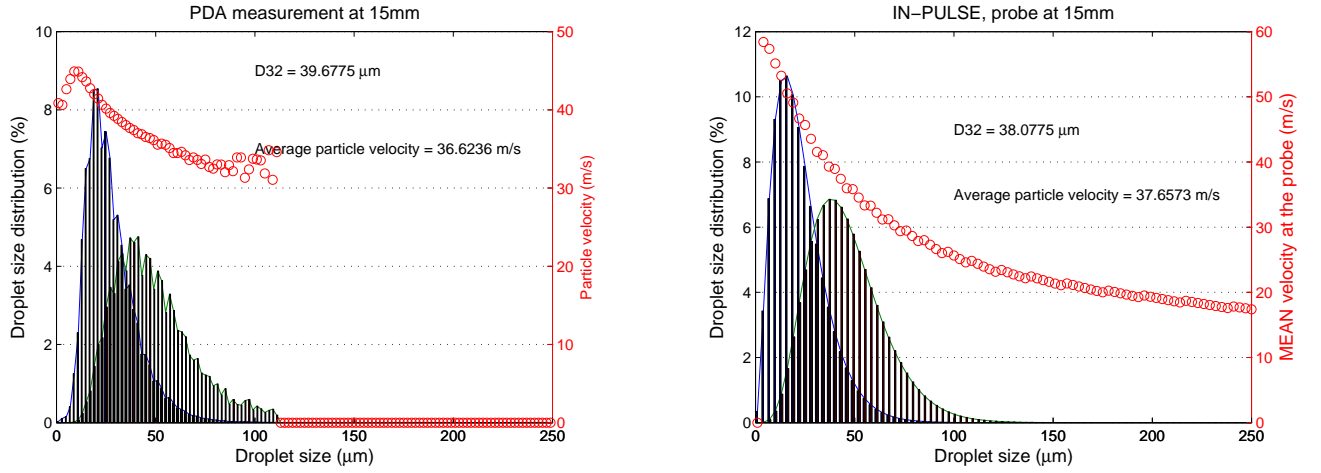 PDA measurement at 15mm
10
8
6
4
2
0
Droplet size distribution (%)
D32 = 39.6775 μm
Average particle velocity = 36.6236 m/s
50
40
30
20
10
0
Particle velocity (m/s)
0 50 100 150 200 250
Droplet size (μm)
IN−PULSE, probe at 15mm
12
10
8
6
4
2
0
Droplet size distribution (%)
D32 = 38.0775 μm
Average particle velocity = 37.6573 m/s
60
50
40
30
20
10
0
MEAN velocity at the probe (m/s)
0 50 100 150 200 250
Droplet size (μm)